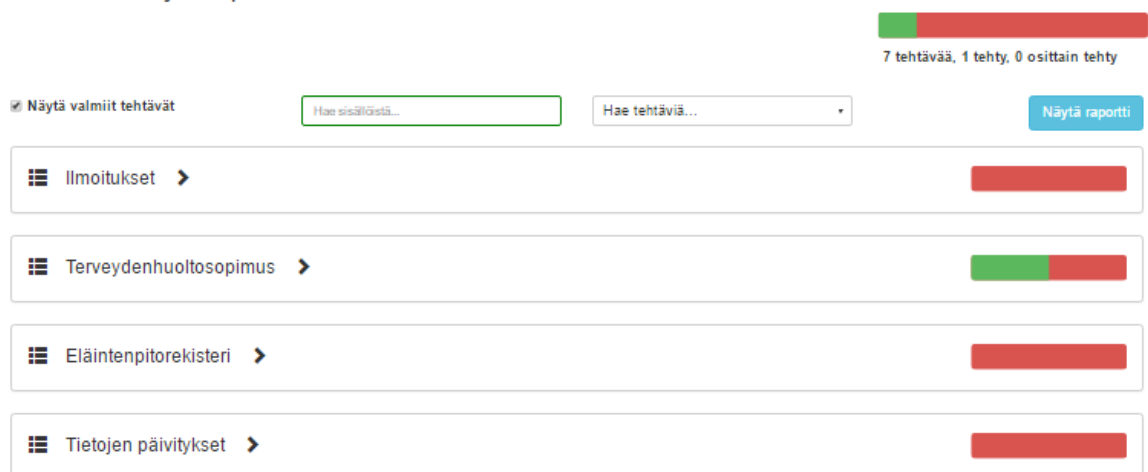 7 tehtävää, 1 tehty, 0 osittain tehty
Näytä valmiit tehtävät
Hae sisällöistä...
Hae tehtäviä...
Näytä raportti
Ilmoitukset
Terveydenhuoltosopimus
Eläintenpitorekisteri
Tietojen päivitykset